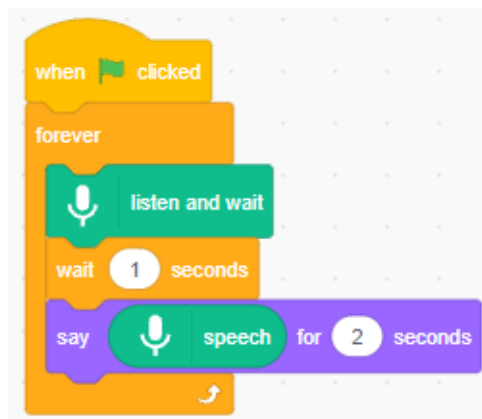 when clicked
forever
listen and wait
wait 1 seconds
say speech for 2 seconds